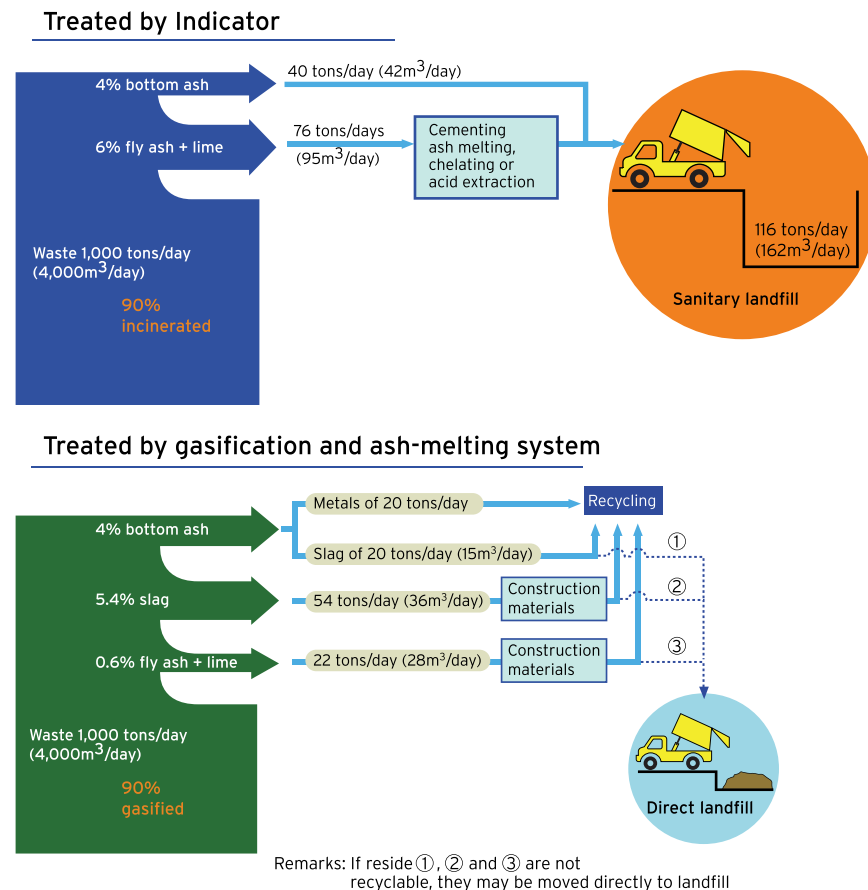 Treated by Indicator
4% bottom ash
40 tons/day (42m³/day)
6% fly ash + lime
76 tons/days
(95m³/day)
Cementing
ash melting,
chelating or
acid extraction
Waste 1,000 tons/day
(4,000m³/day)
90%
incinerated
116 tons/day
(162m³/day)
Sanitary landfill
Treated by gasification and ash-melting system
4% bottom ash
Metals of 20 tons/day
Recycling
Slag of 20 tons/day (15m³/day)
①
5.4% slag
54 tons/day (36m³/day)
Construction
materials
②
0.6% fly ash + lime
22 tons/day (28m³/day)
Construction
materials
③
Waste 1,000 tons/day
(4,000m³/day)
90%
gasified
Direct landfill
Remarks: If reside ①, ② and ③ are not
recyclable, they may be moved directly to landfill